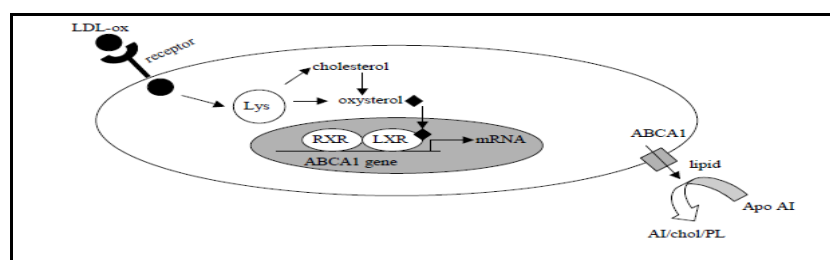 LDL-ox
receptor
cholesterol
Lys
oxysterol
RXR LXR
mRNA
ABCA1 gene
ABCA1
lipid
Apo AI
AI/chol/PL